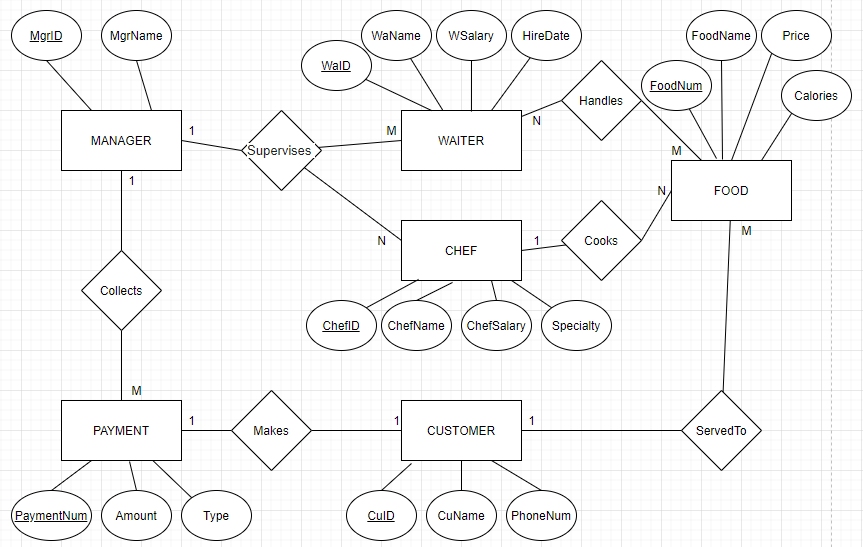 MgrID
MgrName
WaID
WaName
WSalary
HireDate
FoodNum
FoodName
Price
Calories
MANAGER
1
Supervises
M
WAITER
N
Handles
M
FOOD
1
N
CHEF
1
Cooks
N
M
Collects
ChefID
ChefName
ChefSalary
Specialty
M
PAYMENT
1
Makes
1
CUSTOMER
1
ServedTo
PaymentNum
Amount
Type
CuID
CuName
PhoneNum